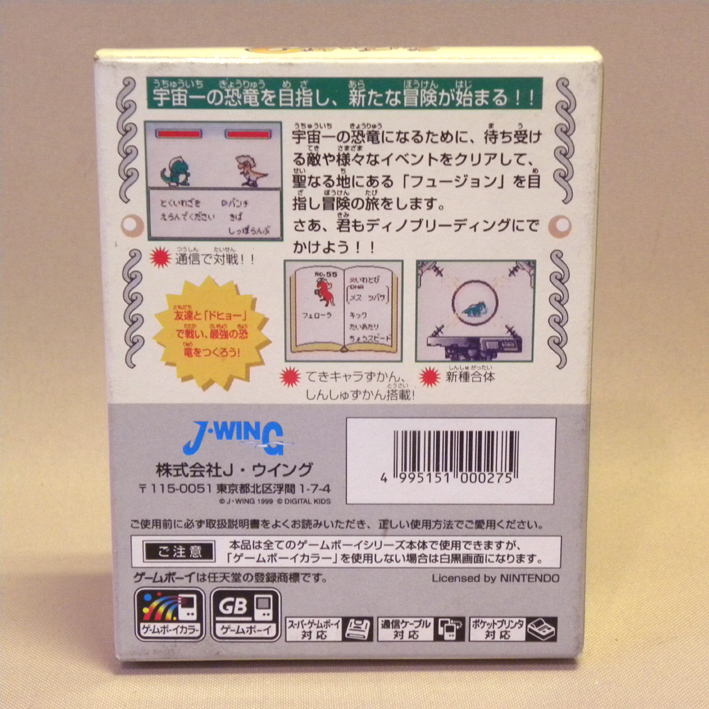 宇宙一の恐竜を目指し、新たな冒険が始まる！！
宇宙一の恐竜になるために、待ち受け
る敵や様々なイベントをクリアして、
聖なる地にある「フュージョン」を目
指し冒険の旅をします。
さあ、君もディノブリーディングにで
かけよう！！
とくいわざを
えらんでください
パンチ
きば
しっぽらんぶ
通信で対戦！！
友達と「ドヒョー」
で戦い、最強の恐
竜をつくろう！
No.55
フェローラ
えいわとび
DNA
メス ツバサ
キック
たいあたり
ちょうスピード
てきキャラずかん、
しんしゅずかん搭載！
新種合体
J・WING
株式会社J・ウイング
〒115-0051 東京都北区浮間1-7-4
© J・WING 1999 © DIGITAL KIDS
4 995151 000275
ご使用前に必ず取扱説明書をよくお読みいただき、正しい使用方法でご愛用ください。
ご注意
本品は全てのゲームボーイシリーズ本体で使用できますが、
「ゲームボーイカラー」を使用しない場合は白黒画面になります。
ゲームボーイは任天堂の登録商標です。
Licensed by NINTENDO
ゲームボーイカラー
GB
ゲームボーイ
スーパーゲームボーイ
対応
通信ケーブル
対応
ポケットプリンタ
対応